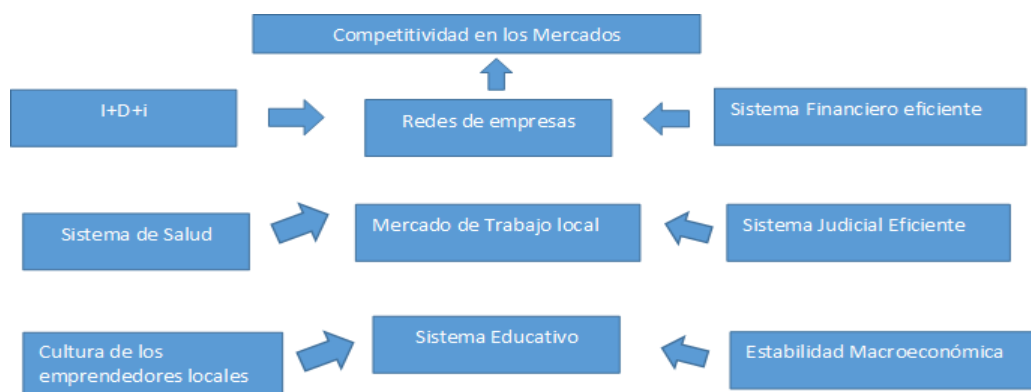 Competitividad en los Mercados
I+D+i
Redes de empresas
Sistema Financiero eficiente
Sistema de Salud
Mercado de Trabajo local
Sistema Judicial Eficiente
Cultura de los
emprendedores locales
Sistema Educativo
Estabilidad Macroeconómica